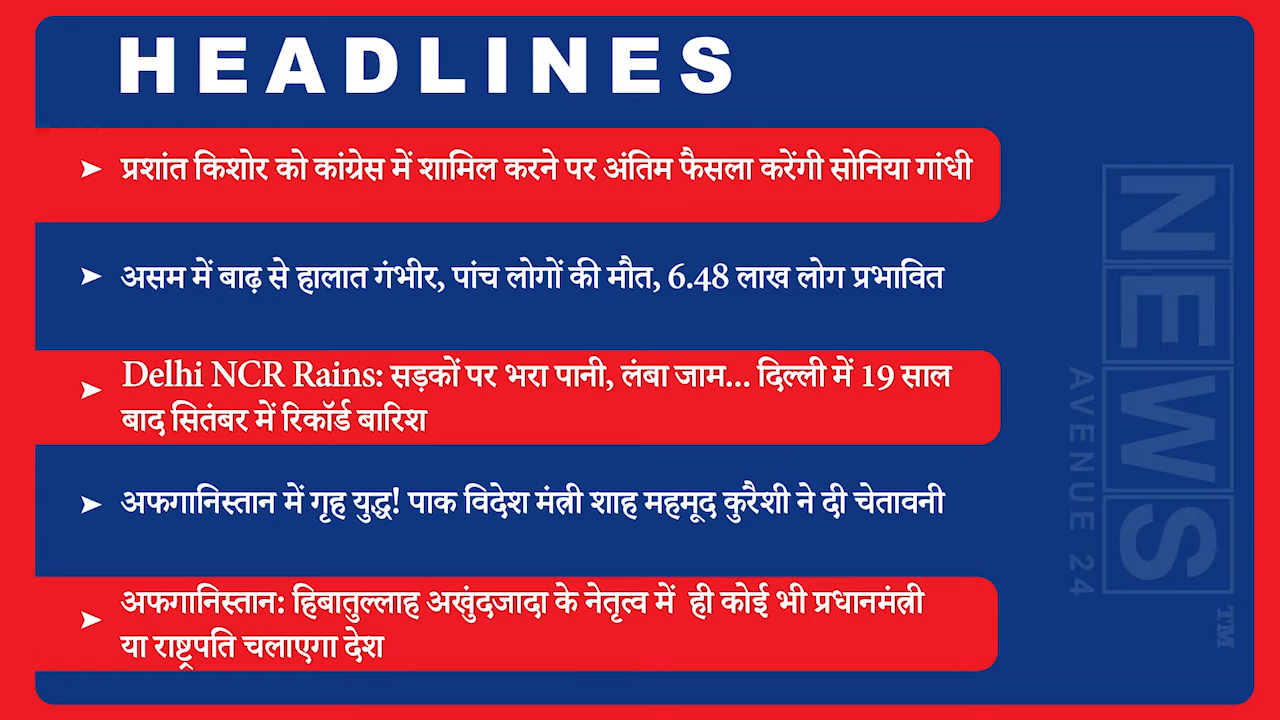 HEADLINES
➤ प्रशांत किशोर को कांग्रेस में शामिल करने पर अंतिम फैसला करेंगी सोनिया गांधी
➤ असम में बाढ़ से हालात गंभीर, पांच लोगों की मौत, 6.48 लाख लोग प्रभावित
➤ Delhi NCR Rains: सड़कों पर भरा पानी, लंबा जाम... दिल्ली में 19 साल
बाद सितंबर में रिकॉर्ड बारिश
➤ अफगानिस्तान में गृह युद्ध! पाक विदेश मंत्री शाह महमूद कुरैशी ने दी चेतावनी
➤ अफगानिस्तान: हिबातुल्लाह अखुंदजादा के नेतृत्व में ही कोई भी प्रधानमंत्री
या राष्ट्रपति चलाएगा देश
NEWS
AVENUE 24
TM